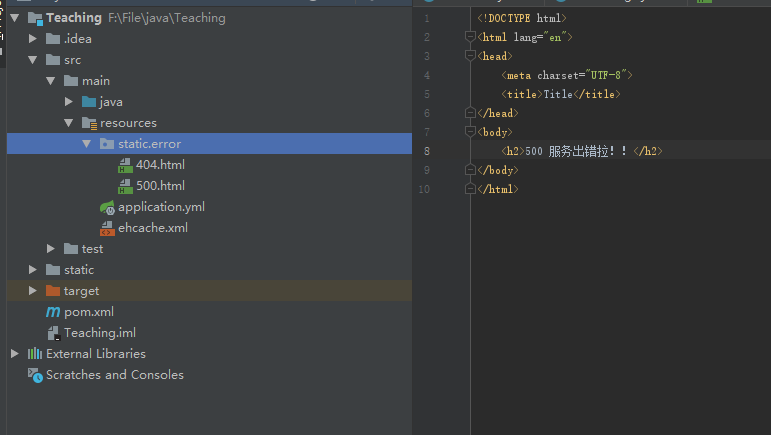 Teaching F:\File\java\Teaching
.idea
src
main
java
resources
static.error
404.html
500.html
application.yml
ehcache.xml
test
static
target
pom.xml
Teaching.iml
External Libraries
Scratches and Consoles
1 <!DOCTYPE html>
2 <html lang="en">
3 <head>
4 <meta charset="UTF-8">
5 <title>Title</title>
6 </head>
7 <body>
8 <h2>500 服务出错拉！！</h2>
9 </body>
10 </html>